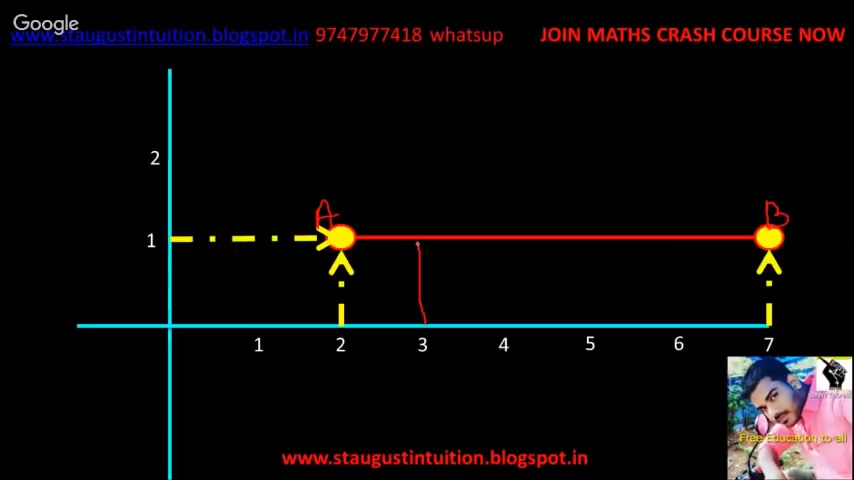 Google
www.staugustintuition.blogspot.in 9747977418 whatsup JOIN MATHS CRASH COURSE NOW
2
A B
1
1 2 3 4 5 6 7
Free Education to all
www.staugustintuition.blogspot.in